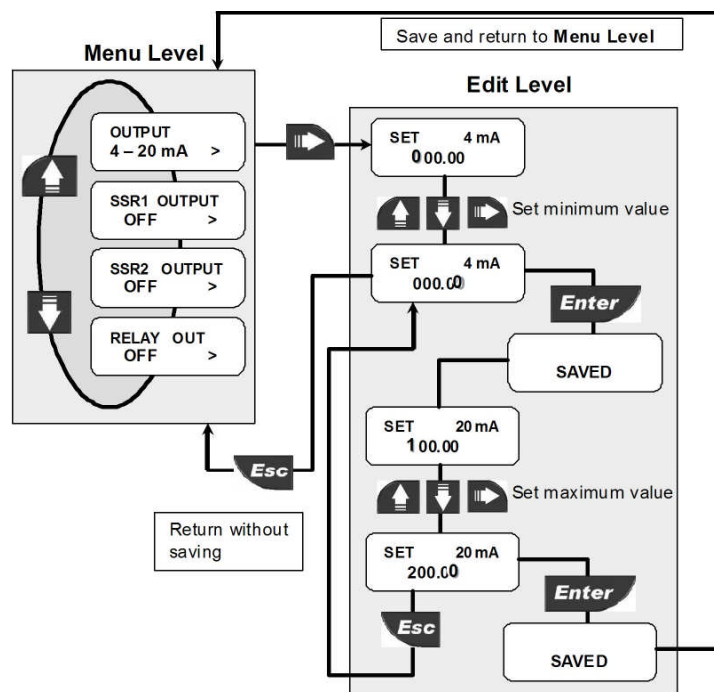 Save and return to Menu Level
Menu Level
Edit Level
OUTPUT
4 – 20 mA >
SSR1 OUTPUT
OFF >
SSR2 OUTPUT
OFF >
RELAY OUT
OFF >
SET 4 mA
000.00
Set minimum value
SET 4 mA
000.00
Enter
SAVED
SET 20 mA
100.00
Esc
Set maximum value
Return without
saving
SET 20 mA
200.00
Enter
Esc
SAVED